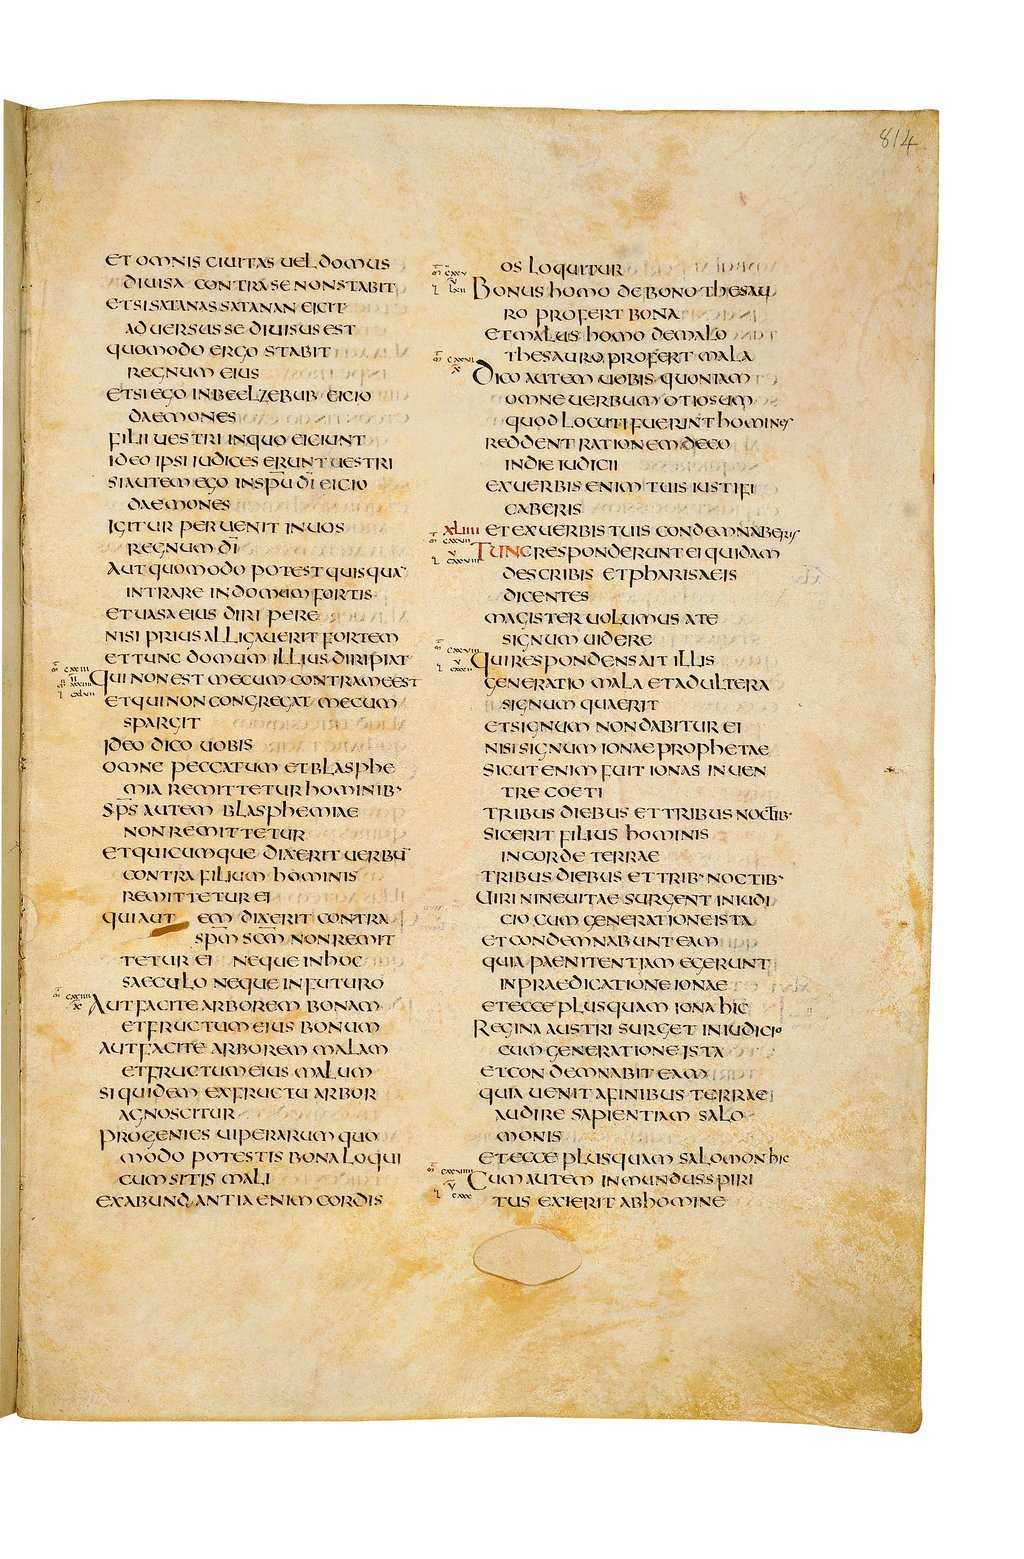 814
ET OMNIS CIUITAS UEL DOMUS
DIUISA CONTRA SE NON STABIT
ET SI SATANAS SATANAN EICIT
ADUERSUS SE DIUISUS EST
QUOMODO ERGO STABIT
REGNUM EIUS
ET SI EGO IN BEELZEBUB EICIO
DAEMONES
FILII UESTRI IN QUO EICIUNT
IDEO IPSI IUDICES ERUNT UESTRI
SI AUTEM EGO IN SPU DI EICIO
DAEMONES
IGITUR PERUENIT IN UOS
REGNUM DI
AUT QUOMODO POTEST QUISQUA
INTRARE IN DOMUM FORTIS
ET UASA EIUS DIRIPERE
NISI PRIUS ALLIGAUERIT FORTEM
ET TUNC DOMUM ILLIUS DIRIPIAT
QUI NON EST MECUM CONTRA ME EST
ET QUI NON CONGREGAT MECUM
SPARGIT
IDEO DICO UOBIS
OMNE PECCATUM ET BLASPHE
MIA REMITTETUR HOMINIB·
SPS AUTEM BLASPHEMIAE
NON REMITTETUR
ET QUICUMQUE DIXERIT UERBU
CONTRA FILIUM HOMINIS
REMITTETUR EI
QUI AUTEM DIXERIT CONTRA
SPM SCM NON REMIT
TETUR EI NEQUE IN HOC
SAECULO NEQUE IN FUTURO
AUT FACITE ARBOREM BONAM
ET FRUCTUM EIUS BONUM
AUT FACITE ARBOREM MALAM
ET FRUCTUM EIUS MALUM
SI QUIDEM EX FRUCTU ARBOR
AGNOSCITUR
PROGENIES UIPERARUM QUO
MODO POTESTIS BONA LOQUI
CUM SITIS MALI
EX ABUNDANTIA ENIM CORDIS
OS LOQUITUR
BONUS HOMO DE BONO THESAU
RO PROFERT BONA
ET MALUS HOMO DE MALO
THESAURO PROFERT MALA
DICO AUTEM UOBIS QUONIAM
OMNE UERBUM OTIOSUM
QUOD LOCUTI FUERINT HOMINES
REDDENT RATIONEM DE EO
IN DIE IUDICII
EX UERBIS ENIM TUIS IUSTIFI
CABERIS
XLIIII ET EX UERBIS TUIS CONDEMNABERIS
TUNC RESPONDERUNT EI QUIDAM
DE SCRIBIS ET PHARISAEIS
DICENTES
MAGISTER UOLUMUS A TE
SIGNUM UIDERE
QUI RESPONDENS AIT ILLIS
GENERATIO MALA ET ADULTERA
SIGNUM QUAERIT
ET SIGNUM NON DABITUR EI
NISI SIGNUM IONAE PROPHETAE
SICUT ENIM FUIT IONAS IN UEN
TRE COETI
TRIBUS DIEBUS ET TRIBUS NOCTIB·
SIC ERIT FILIUS HOMINIS
IN CORDE TERRAE
TRIBUS DIEBUS ET TRIB· NOCTIB·
UIRI NINEUITAE SURGENT IN IUDI
CIO CUM GENERATIONE ISTA
ET CONDEMNABUNT EAM
QUIA PAENITENTIAM EGERUNT
IN PRAEDICATIONE IONAE
ET ECCE PLUS QUAM IONA HIC
REGINA AUSTRI SURGET IN IUDICIO
CUM GENERATIONE ISTA
ET CONDEMNABIT EAM
QUIA UENIT A FINIBUS TERRAE
AUDIRE SAPIENTIAM SALO
MONIS
ET ECCE PLUS QUAM SALOMON HIC
CUM AUTEM INMUNDUS SPIRI
TUS EXIERIT AB HOMINE